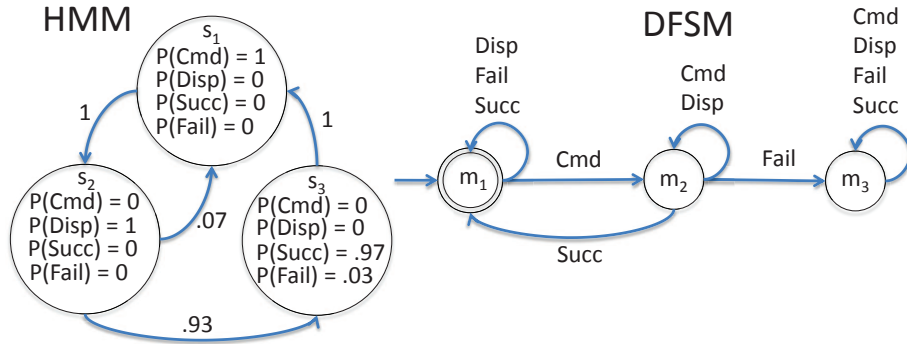 HMM
s1
P(Cmd) = 1
P(Disp) = 0
P(Succ) = 0
P(Fail) = 0
1
1
s2
P(Cmd) = 0
P(Disp) = 1
P(Succ) = 0
P(Fail) = 0
.07
s3
P(Cmd) = 0
P(Disp) = 0
P(Succ) = .97
P(Fail) = .03
.93
DFSM
Disp
Fail
Succ
m1
Cmd
Cmd
Disp
m2
Fail
Cmd
Disp
Fail
Succ
m3
Succ